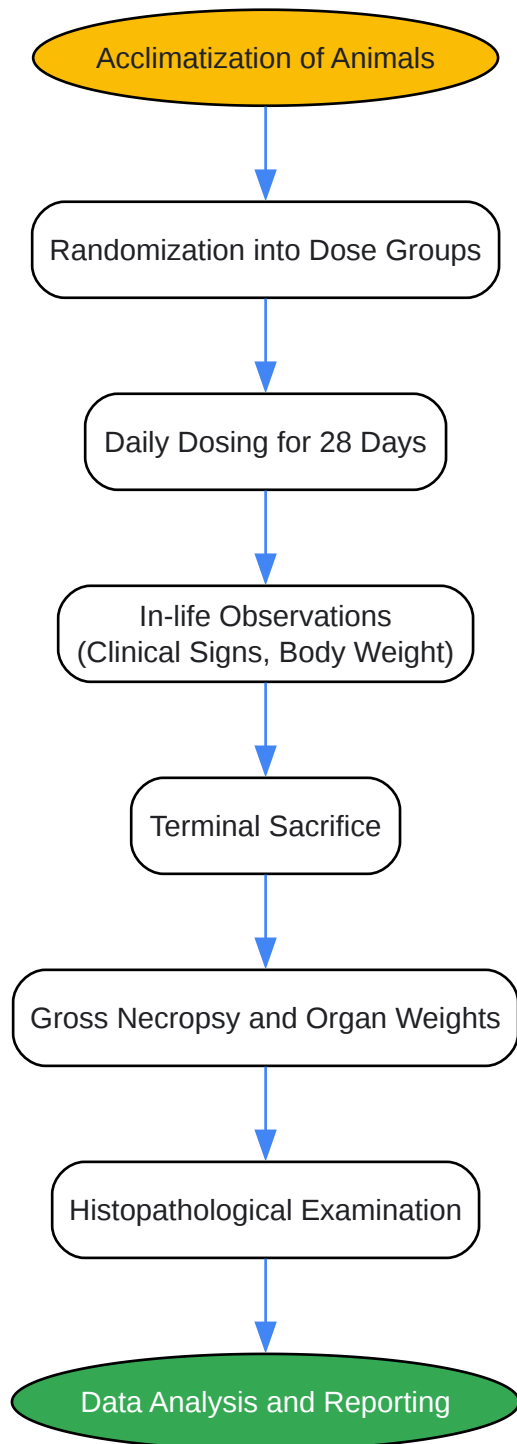 Acclimatization of Animals
Randomization into Dose Groups
Daily Dosing for 28 Days
In-life Observations
(Clinical Signs, Body Weight)
Terminal Sacrifice
Gross Necropsy and Organ Weights
Histopathological Examination
Data Analysis and Reporting